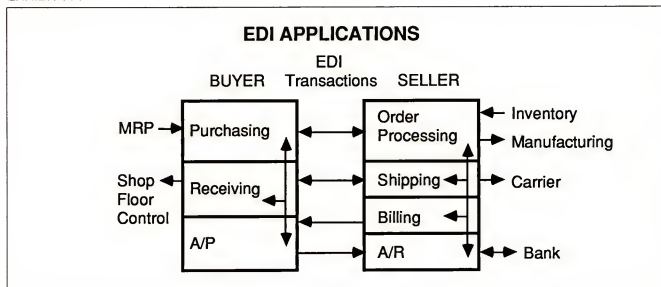 EDI APPLICATIONS
EDI
BUYER Transactions SELLER
MRP
Purchasing
Order
Processing
Inventory
Manufacturing
Shop
Floor
Control
Receiving
Shipping
Carrier
Billing
A/P
A/R
Bank